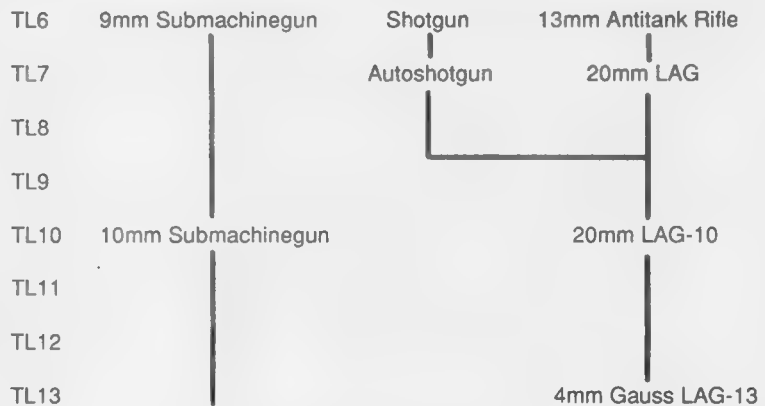 TL6 9mm Submachinegun Shotgun 13mm Antitank Rifle
TL7 Autoshotgun 20mm LAG
TL8
TL9
TL10 10mm Submachinegun 20mm LAG-10
TL11
TL12
TL13 4mm Gauss LAG-13